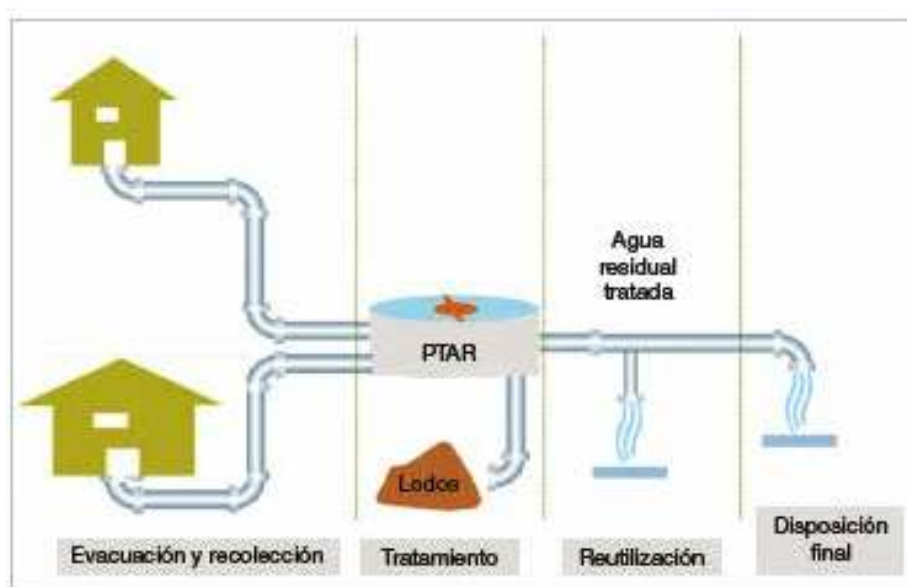 Agua
residual
tratada
PTAR
Lodos
Evacuación y recolección
Tratamiento
Reutilización
Disposición
final